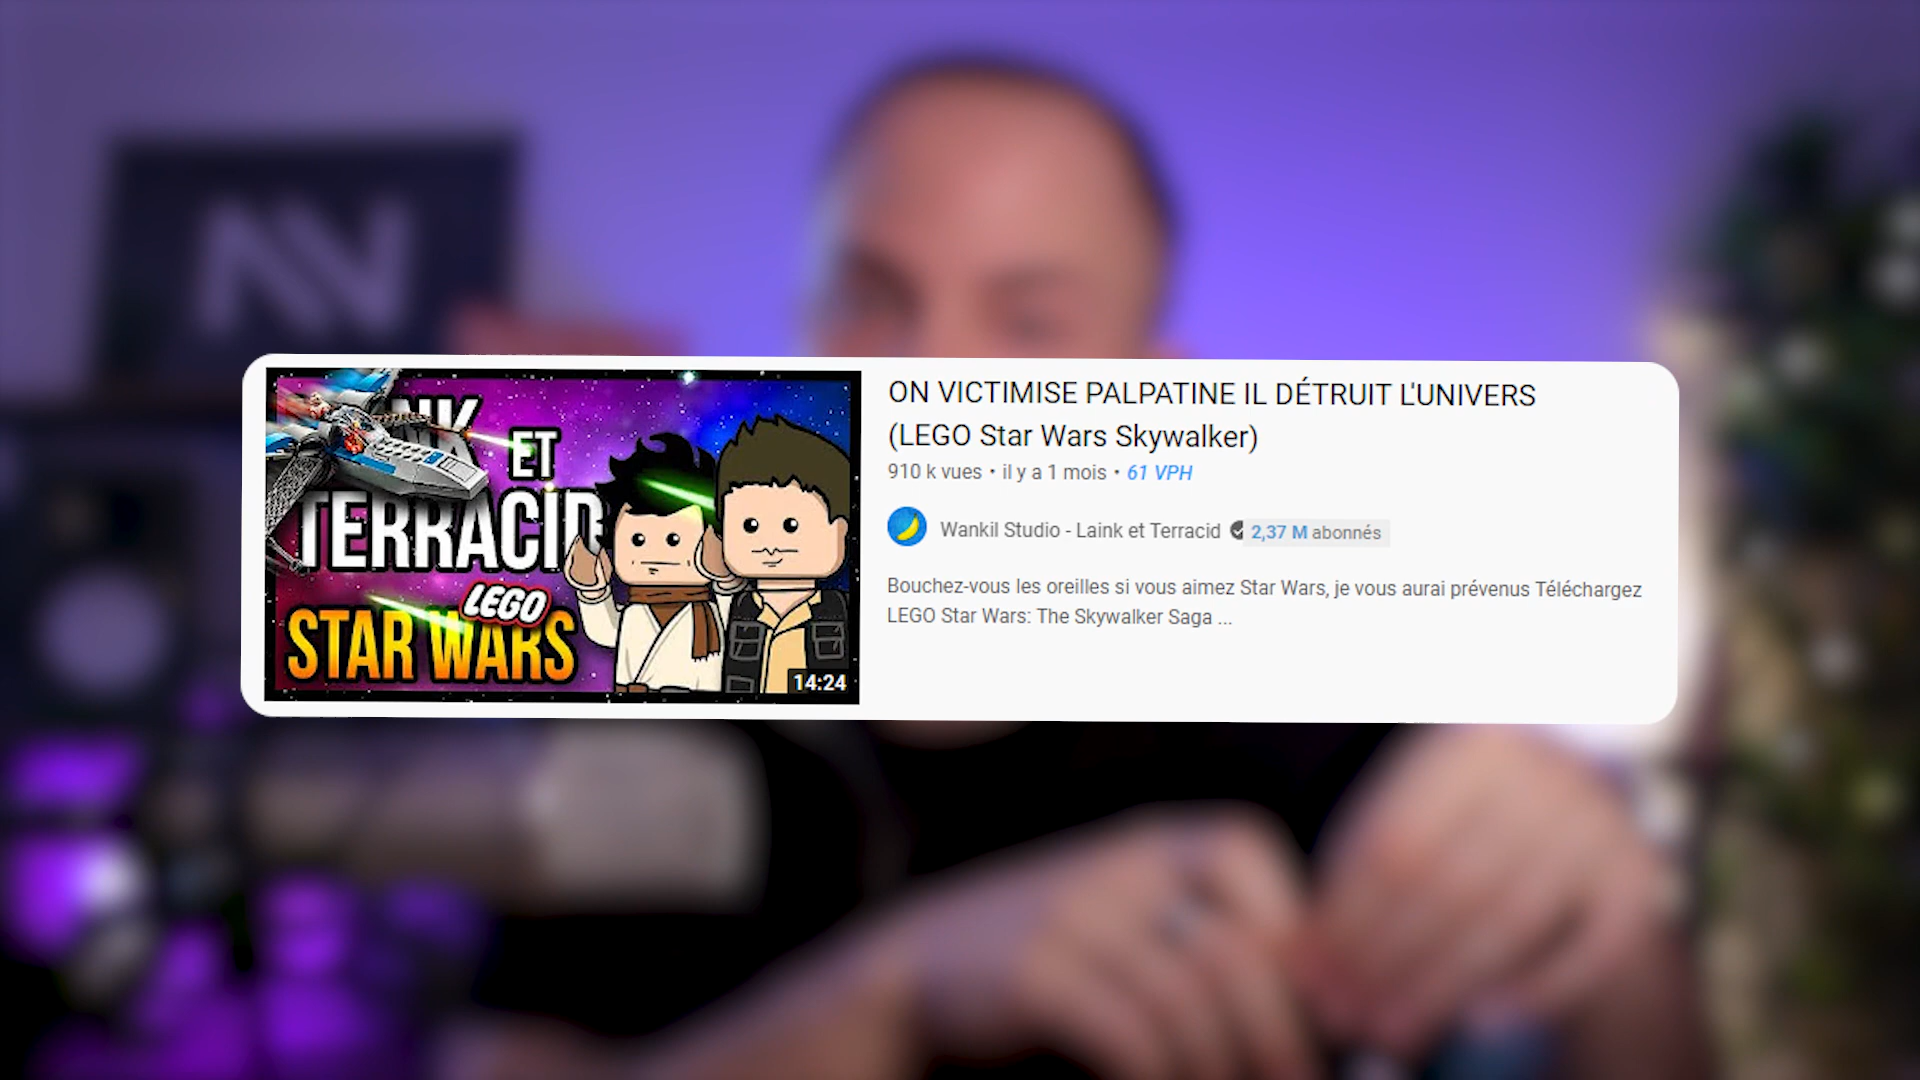 ET
TERRACID
LEGO
STAR WARS
14:24
ON VICTIMISE PALPATINE IL DÉTRUIT L'UNIVERS
(LEGO Star Wars Skywalker)
910 k vues • il y a 1 mois • 61 VPH
Wankil Studio - Laink et Terracid 2,37 M abonnés
Bouchez-vous les oreilles si vous aimez Star Wars, je vous aurai prévenus Téléchargez
LEGO Star Wars: The Skywalker Saga ...